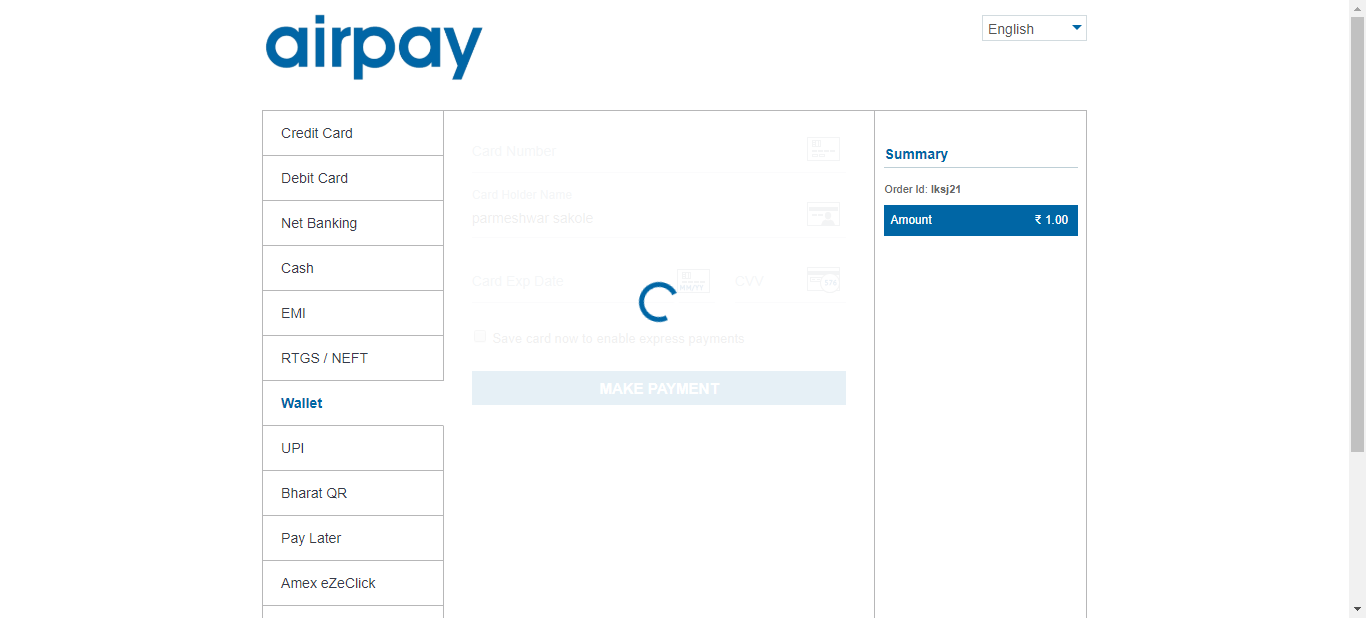 airpay
English
Credit Card
Debit Card
Net Banking
Cash
EMI
RTGS / NEFT
Wallet
UPI
Bharat QR
Pay Later
Amex eZeClick
Card Number
Card Holder Name
parmeshwar sakole
Card Exp Date
MM/YY
CVV
Save card now to enable express payments
MAKE PAYMENT
Summary
Order Id: lksj21
Amount ₹ 1.00